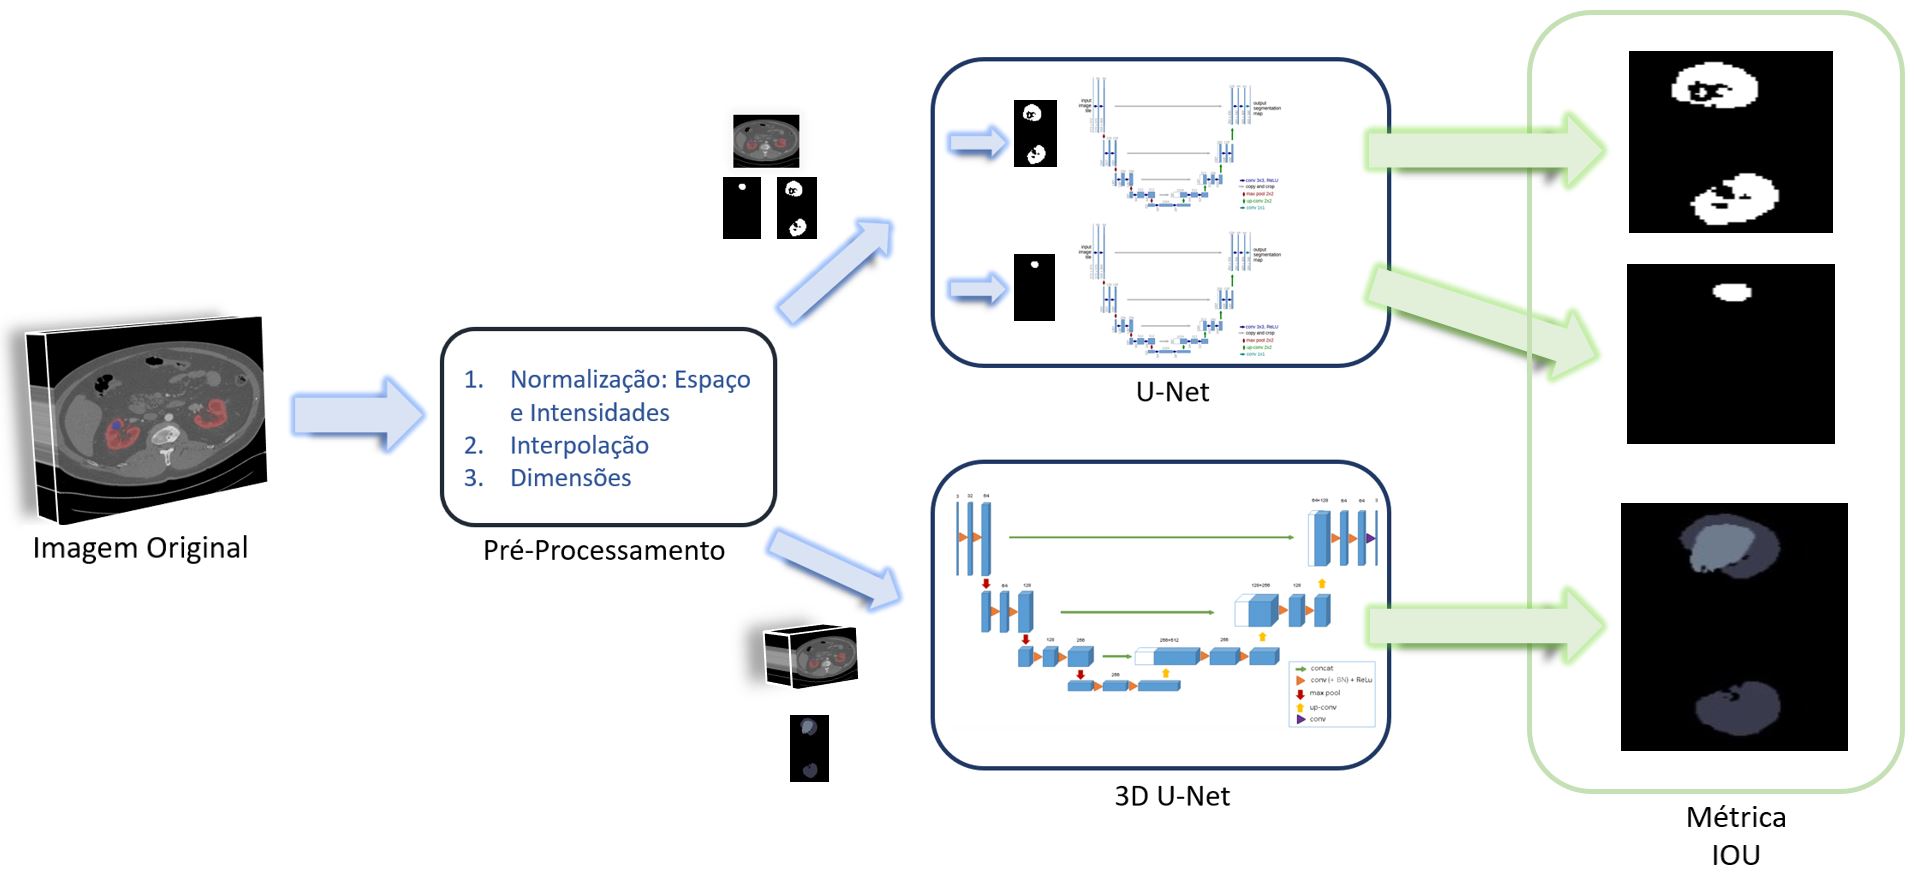 Imagem Original
1. Normalização: Espaço
e Intensidades
2. Interpolação
3. Dimensões
Pré-Processamento
input
image
tile
output
segmentation
map
conv 3x3, ReLU
copy and crop
max pool 2x2
up-conv 2x2
conv 1x1
input
image
tile
output
segmentation
map
conv 3x3, ReLU
copy and crop
max pool 2x2
up-conv 2x2
conv 1x1
U-Net
3 32 64
64+128 64 64 3
64 128
128+256 128
128 256
256+512 256
256
concat
conv (+ BN) + ReLu
max pool
up-conv
conv
3D U-Net
Métrica
IOU